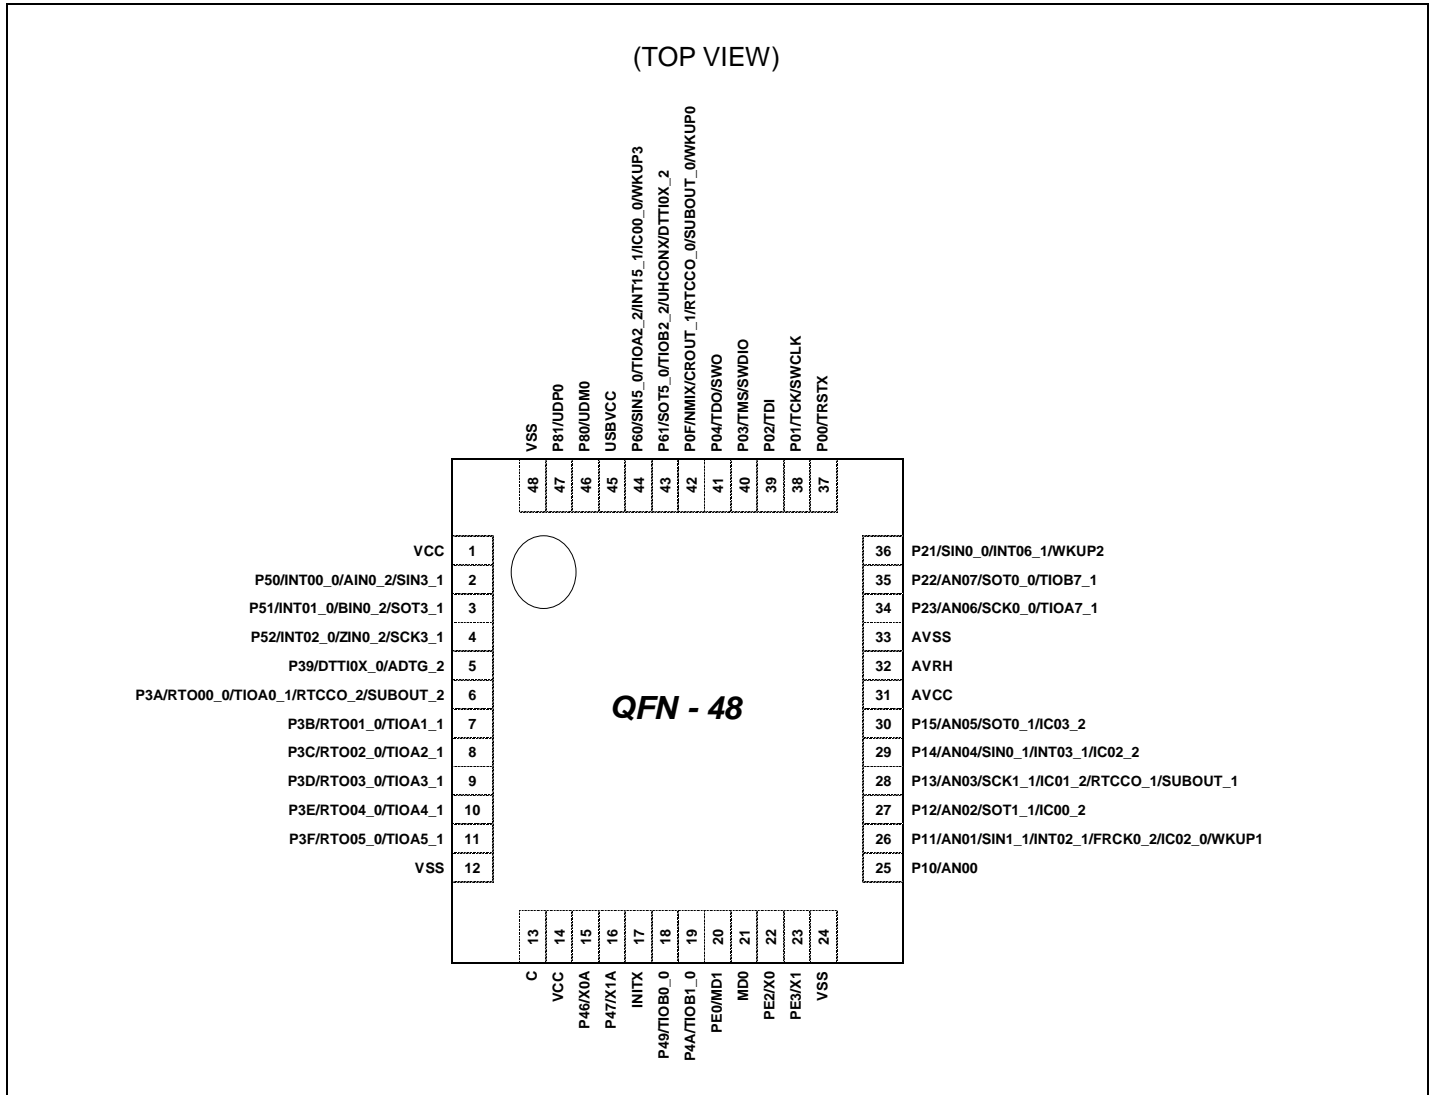 (TOP VIEW)
VSS
P81/UDP0
P80/UDM0
USBVCC
P60/SIN5_0/TIOA2_2/INT15_1/IC00_0/WKUP3
P61/SOT5_0/TIOB2_2/UHCONX/DTTI0X_2
P0F/NMIX/CROUT_1/RTCCO_0/SUBOUT_0/WKUP0
P04/TDO/SWO
P03/TMS/SWDIO
P02/TDI
P01/TCK/SWCLK
P00/TRSTX
48 47 46 45 44 43 42 41 40 39 38 37
VCC 1
P50/INT00_0/AIN0_2/SIN3_1 2
P51/INT01_0/BIN0_2/SOT3_1 3
P52/INT02_0/ZIN0_2/SCK3_1 4
P39/DTTI0X_0/ADTG_2 5
P3A/RTO00_0/TIOA0_1/RTCCO_2/SUBOUT_2 6
P3B/RTO01_0/TIOA1_1 7
P3C/RTO02_0/TIOA2_1 8
P3D/RTO03_0/TIOA3_1 9
P3E/RTO04_0/TIOA4_1 10
P3F/RTO05_0/TIOA5_1 11
VSS 12
QFN - 48
36 P21/SIN0_0/INT06_1/WKUP2
35 P22/AN07/SOT0_0/TIOB7_1
34 P23/AN06/SCK0_0/TIOA7_1
33 AVSS
32 AVRH
31 AVCC
30 P15/AN05/SOT0_1/IC03_2
29 P14/AN04/SIN0_1/INT03_1/IC02_2
28 P13/AN03/SCK1_1/IC01_2/RTCCO_1/SUBOUT_1
27 P12/AN02/SOT1_1/IC00_2
26 P11/AN01/SIN1_1/INT02_1/FRCK0_2/IC02_0/WKUP1
25 P10/AN00
13 14 15 16 17 18 19 20 21 22 23 24
C
VCC
P46/X0A
P47/X1A
INITX
P49/TIOB0_0
P4A/TIOB1_0
PE0/MD1
MD0
PE2/X0
PE3/X1
VSS